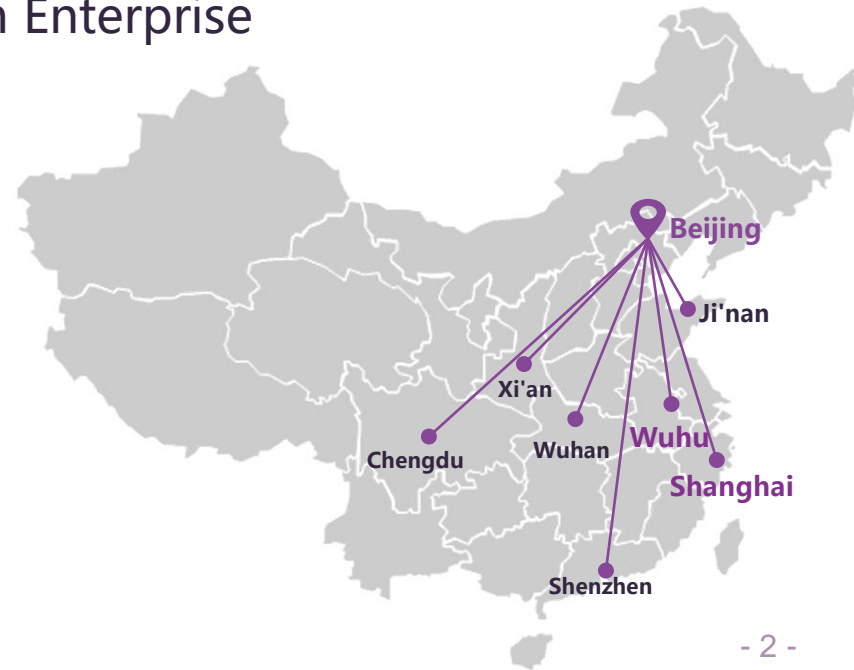 n Enterprise
Beijing
Ji'nan
Xi'an
Wuhu
Wuhan
Chengdu
Shanghai
Shenzhen
- 2 -